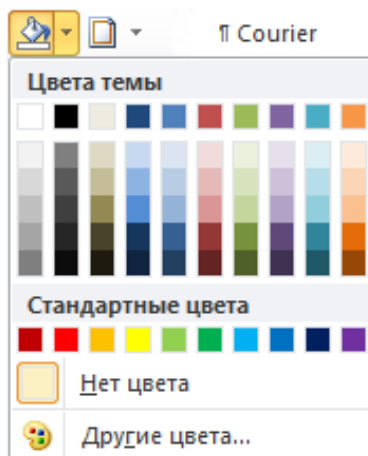 ¶ Courier
Цвета темы
Стандартные цвета
Нет цвета
Другие цвета...